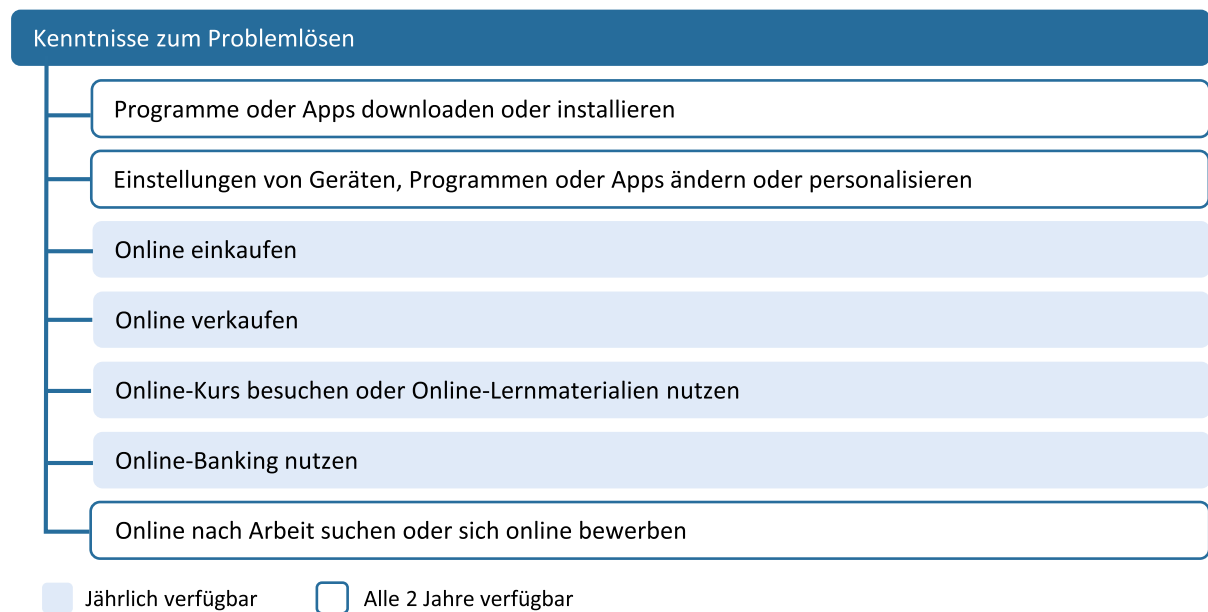 Kenntnisse zum Problemlösen
Programme oder Apps downloaden oder installieren
Einstellungen von Geräten, Programmen oder Apps ändern oder personalisieren
Online einkaufen
Online verkaufen
Online-Kurs besuchen oder Online-Lernmaterialien nutzen
Online-Banking nutzen
Online nach Arbeit suchen oder sich online bewerben
Jährlich verfügbar
Alle 2 Jahre verfügbar